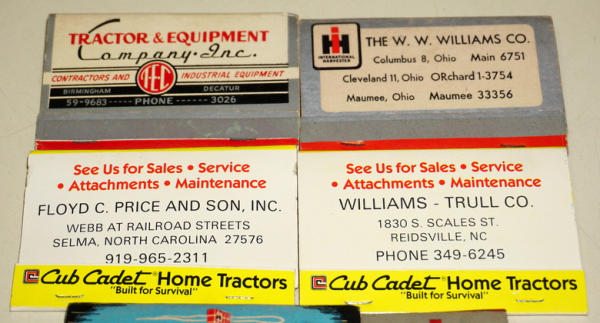 TRACTOR & EQUIPMENT
Company. Inc.
CONTRACTORS AND TEC INDUSTRIAL EQUIPMENT
BIRMINGHAM DECATUR
59-9683 ----- PHONE ----- 3026
IH
INTERNATIONAL
HARVESTER
THE W. W. WILLIAMS CO.
Columbus 8, Ohio Main 6751
Cleveland 11, Ohio ORchard 1-3754
Maumee, Ohio Maumee 33356
See Us for Sales • Service
• Attachments • Maintenance
FLOYD C. PRICE AND SON, INC.
WEBB AT RAILROAD STREETS
SELMA, NORTH CAROLINA 27576
919-965-2311
Cub Cadet® Home Tractors
"Built for Survival"
See Us for Sales • Service
• Attachments • Maintenance
WILLIAMS - TRULL CO.
1830 S. SCALES ST.
REIDSVILLE, NC
PHONE 349-6245
Cub Cadet® Home Tractors
"Built for Survival"